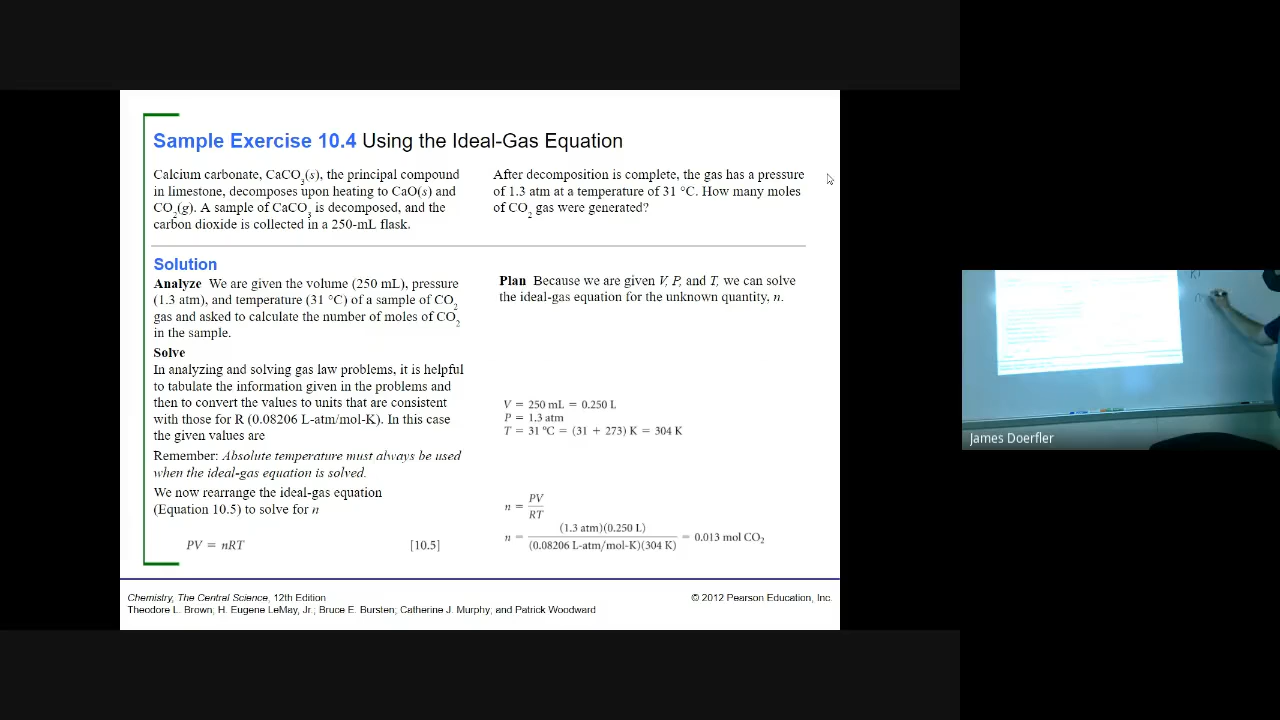 Sample Exercise 10.4 Using the Ideal-Gas Equation
Calcium carbonate, CaCO3(s), the principal compound
in limestone, decomposes upon heating to CaO(s) and
CO2(g). A sample of CaCO3 is decomposed, and the
carbon dioxide is collected in a 250-mL flask.
After decomposition is complete, the gas has a pressure
of 1.3 atm at a temperature of 31 °C. How many moles
of CO2 gas were generated?
Solution
Analyze We are given the volume (250 mL), pressure
(1.3 atm), and temperature (31 °C) of a sample of CO2
gas and asked to calculate the number of moles of CO2
in the sample.
Plan Because we are given V, P, and T, we can solve
the ideal-gas equation for the unknown quantity, n.
Solve
In analyzing and solving gas law problems, it is helpful
to tabulate the information given in the problems and
then to convert the values to units that are consistent
with those for R (0.08206 L-atm/mol-K). In this case
the given values are
V = 250 mL = 0.250 L
P = 1.3 atm
T = 31 °C = (31 + 273) K = 304 K
Remember: Absolute temperature must always be used
when the ideal-gas equation is solved.
We now rearrange the ideal-gas equation
(Equation 10.5) to solve for n
PV = nRT [10.5]
n = PV/RT
n = (1.3 atm)(0.250 L)/(0.08206 L-atm/mol-K)(304 K) = 0.013 mol CO2
Chemistry, The Central Science, 12th Edition
Theodore L. Brown; H. Eugene LeMay, Jr.; Bruce E. Bursten; Catherine J. Murphy; and Patrick Woodward
© 2012 Pearson Education, Inc.
James Doerfler